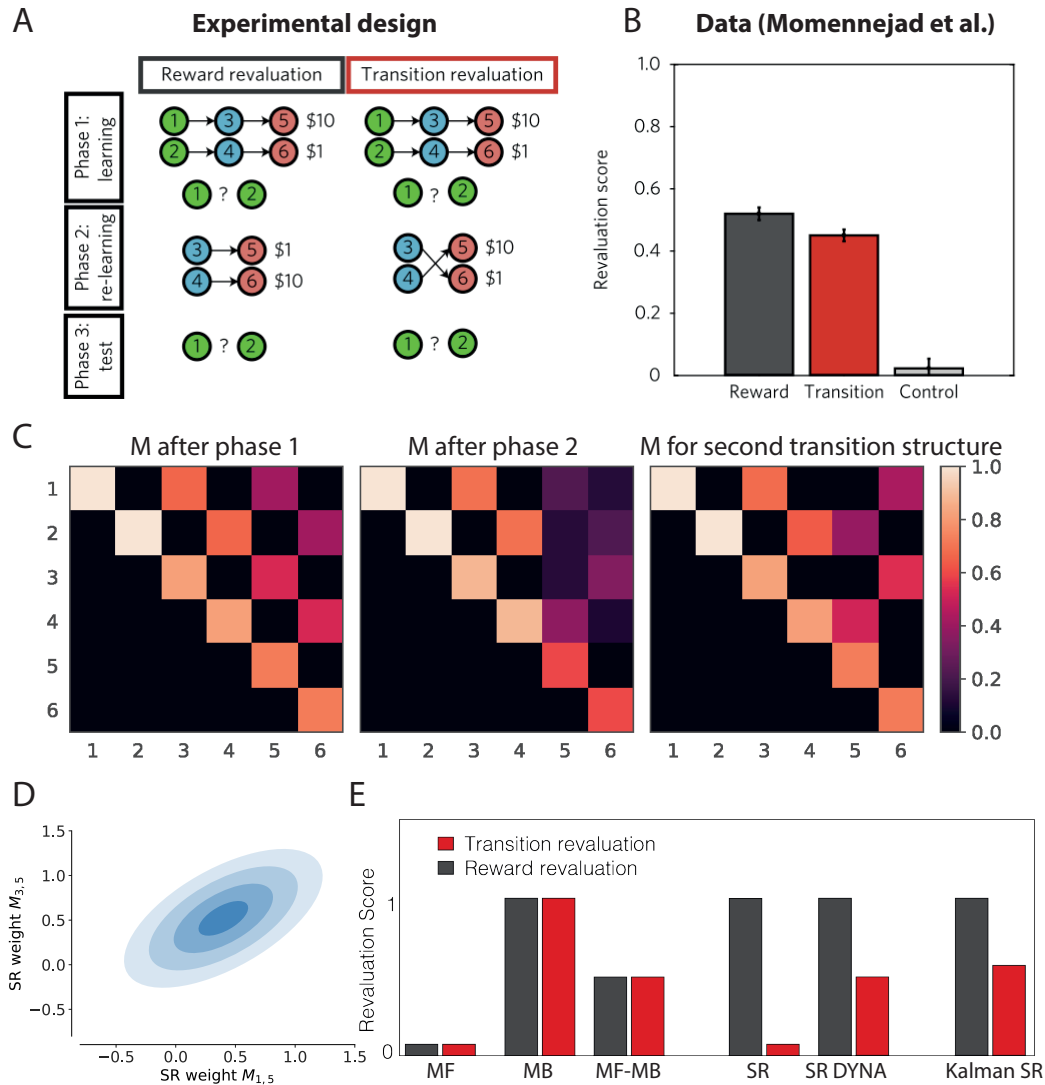 A
Experimental design
Reward revaluation
Transition revaluation
Phase 1:
learning
1 3 5 $10
2 4 6 $1
1 ? 2
1 3 5 $10
2 4 6 $1
1 ? 2
Phase 2:
re-learning
3 5 $1
4 6 $10
3 5 $10
4 6 $1
Phase 3:
test
1 ? 2
1 ? 2
B
Data (Momennejad et al.)
Revaluation score
1.0
0.8
0.6
0.4
0.2
0
Reward Transition Control
C
M after phase 1
M after phase 2
M for second transition structure
1
2
3
4
5
6
1 2 3 4 5 6
1 2 3 4 5 6
1 2 3 4 5 6
1.0
0.8
0.6
0.4
0.2
0.0
D
SR weight M3,5
1.5
1.0
0.5
0.0
−0.5
−0.5 0.0 0.5 1.0 1.5
SR weight M1,5
E
Transition revaluation
Reward revaluation
Revaluation Score
1
0
MF MB MF-MB SR SR DYNA Kalman SR